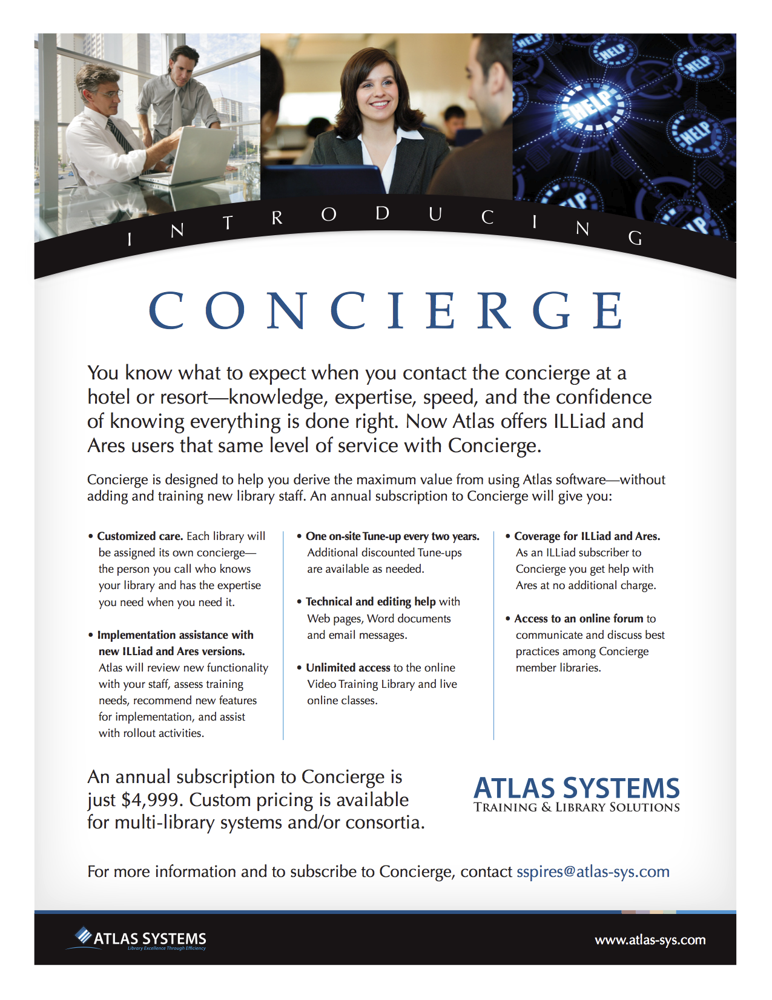 HELP
HELP
HELP
HELP
HELP
HELP
HELP
INTRODUCING
CONCIERGE
You know what to expect when you contact the concierge at a
hotel or resort—knowledge, expertise, speed, and the confidence
of knowing everything is done right. Now Atlas offers ILLiad and
Ares users that same level of service with Concierge.
Concierge is designed to help you derive the maximum value from using Atlas software—without
adding and training new library staff. An annual subscription to Concierge will give you:
• Customized care. Each library will
be assigned its own concierge—
the person you call who knows
your library and has the expertise
you need when you need it.
• Implementation assistance with
new ILLiad and Ares versions.
Atlas will review new functionality
with your staff, assess training
needs, recommend new features
for implementation, and assist
with rollout activities.
• One on-site Tune-up every two years.
Additional discounted Tune-ups
are available as needed.
• Technical and editing help with
Web pages, Word documents
and email messages.
• Unlimited access to the online
Video Training Library and live
online classes.
• Coverage for ILLiad and Ares.
As an ILLiad subscriber to
Concierge you get help with
Ares at no additional charge.
• Access to an online forum to
communicate and discuss best
practices among Concierge
member libraries.
An annual subscription to Concierge is
just $4,999. Custom pricing is available
for multi-library systems and/or consortia.
ATLAS SYSTEMS
TRAINING & LIBRARY SOLUTIONS
For more information and to subscribe to Concierge, contact sspires@atlas-sys.com
ATLAS SYSTEMS
Library Excellence Through Efficiency
www.atlas-sys.com